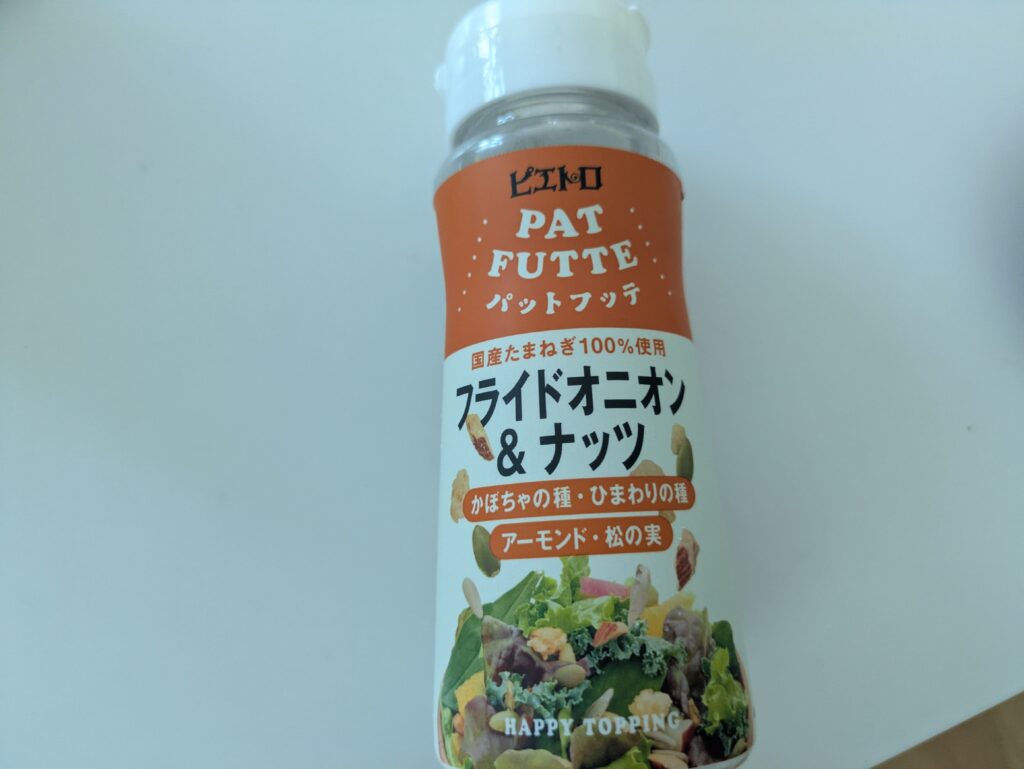 ピエトロ
PAT
FUTTE
パットフッテ
国産たまねぎ100%使用
フライドオニオン
& ナッツ
かぼちゃの種・ひまわりの種
アーモンド・松の実
HAPPY TOPPING